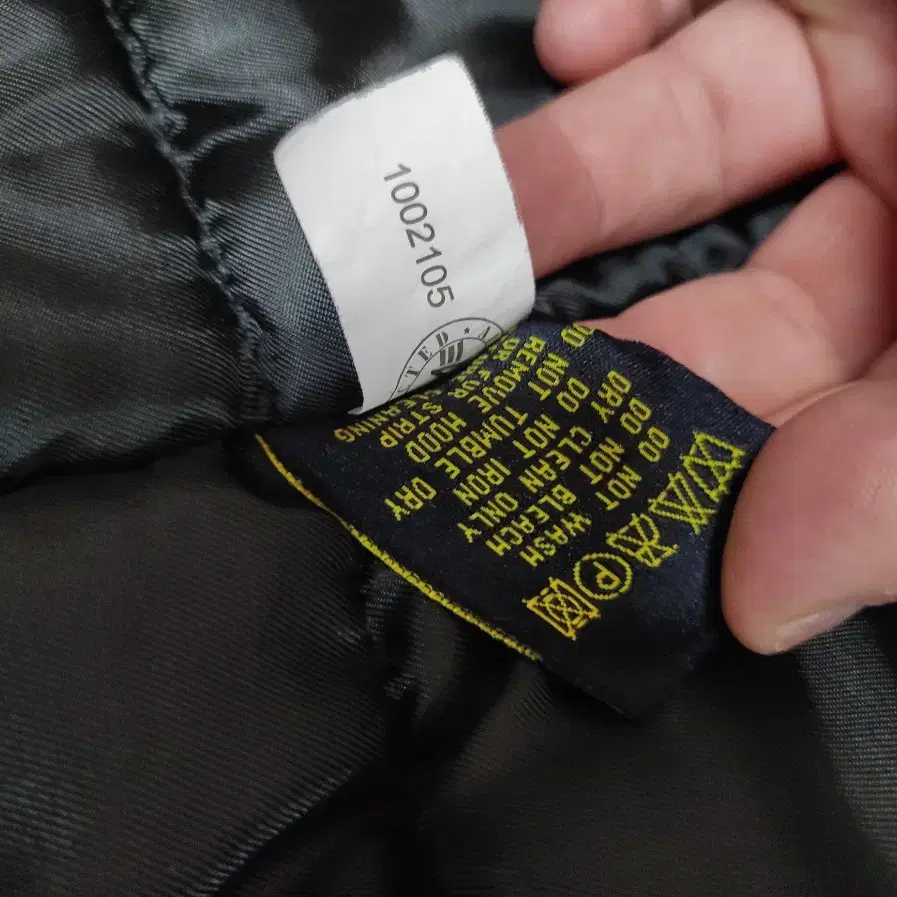 1002105
DO NOT WASH
DO NOT BLEACH
DRY CLEAN ONLY
DO NOT IRON
DO NOT TUMBLE DRY
REMOVE HOOD
OR FUR STRIP
CLEANING
P